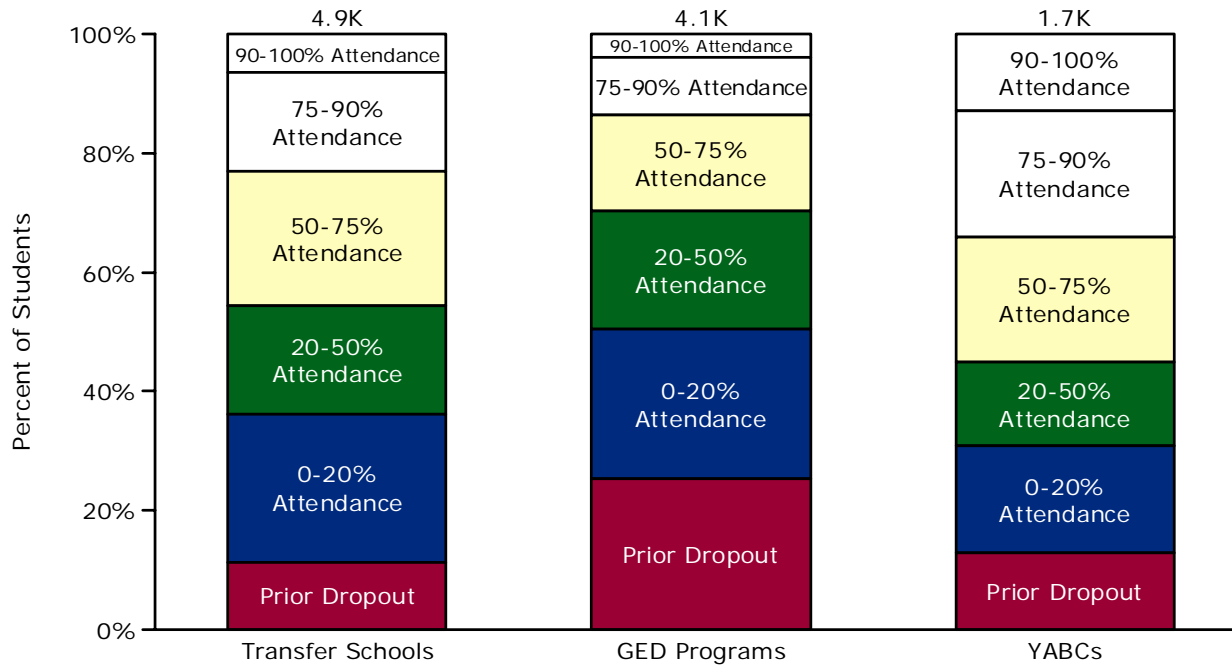 4.9K
4.1K
1.7K
Percent of Students
100%
80%
60%
40%
20%
0%
90-100% Attendance
75-90%
Attendance
50-75%
Attendance
20-50%
Attendance
0-20%
Attendance
Prior Dropout
90-100% Attendance
75-90% Attendance
50-75%
Attendance
20-50%
Attendance
0-20%
Attendance
Prior Dropout
90-100%
Attendance
75-90%
Attendance
50-75%
Attendance
20-50%
Attendance
0-20%
Attendance
Prior Dropout
Transfer Schools
GED Programs
YABCs